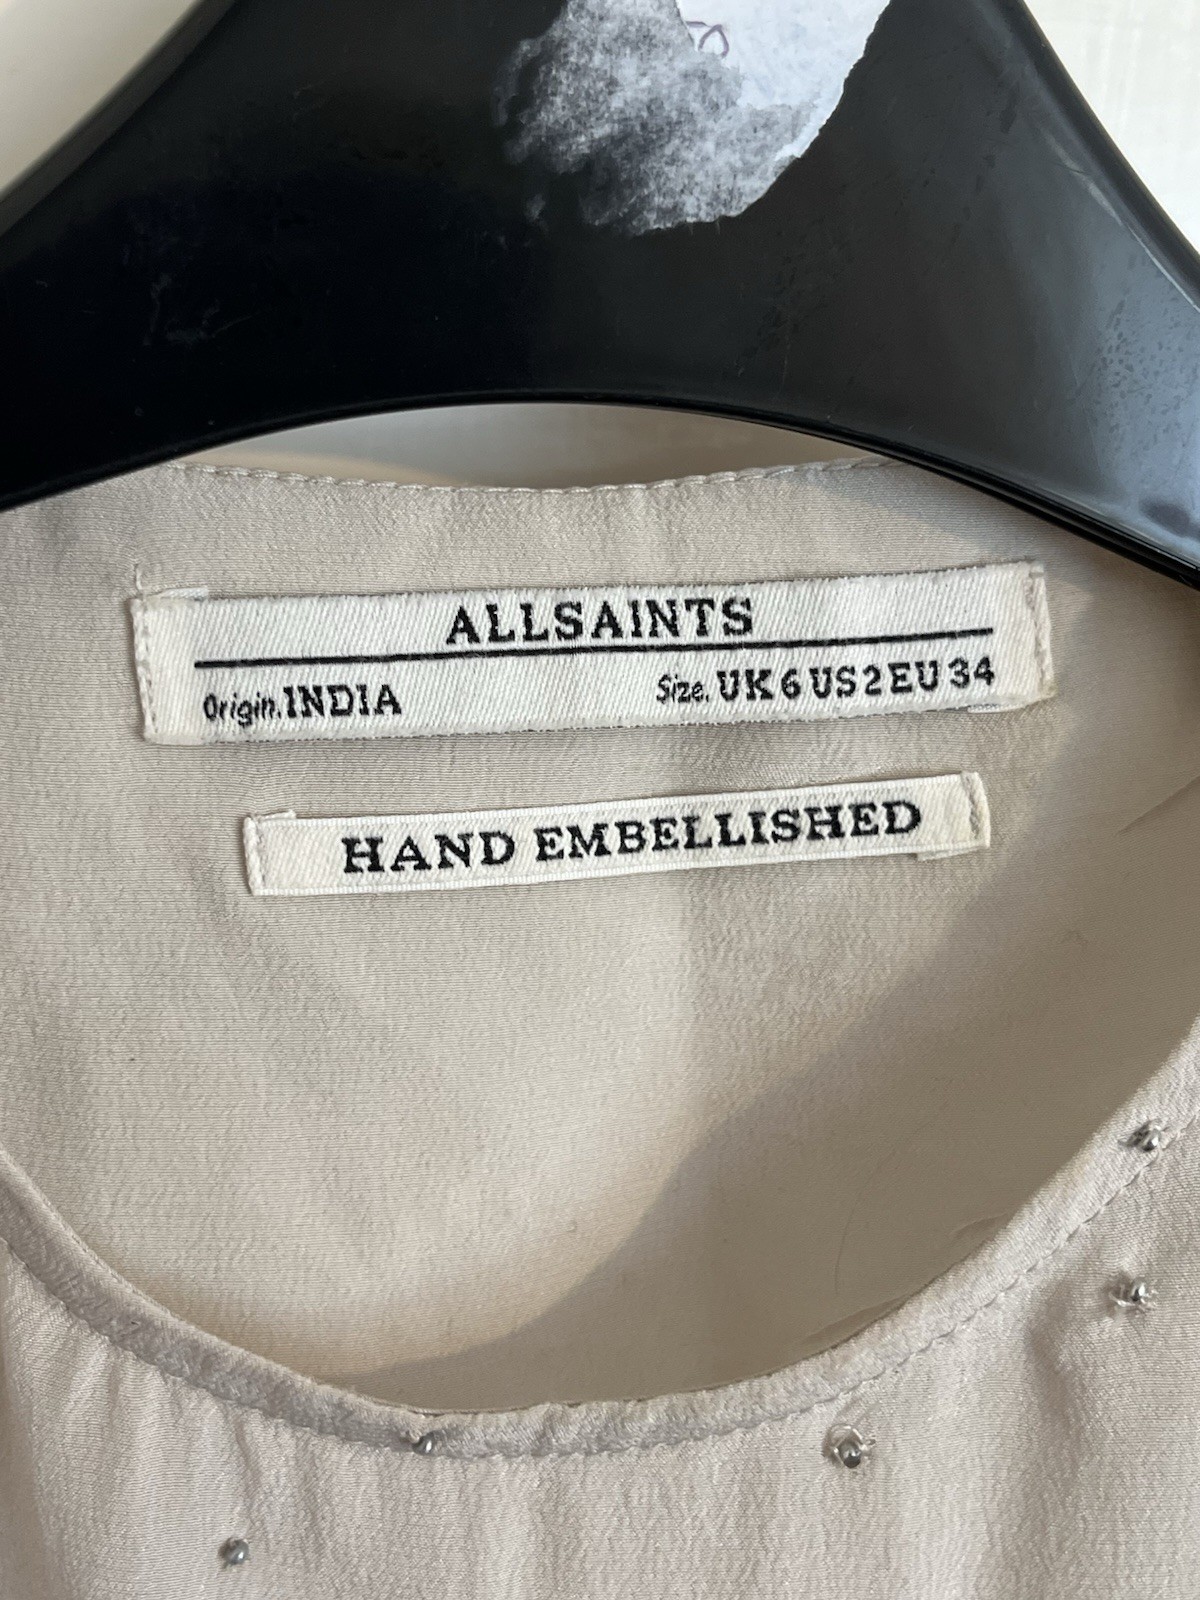 ALLSAINTS
Origin. INDIA Size. UK 6 US 2 EU 34
HAND EMBELLISHED